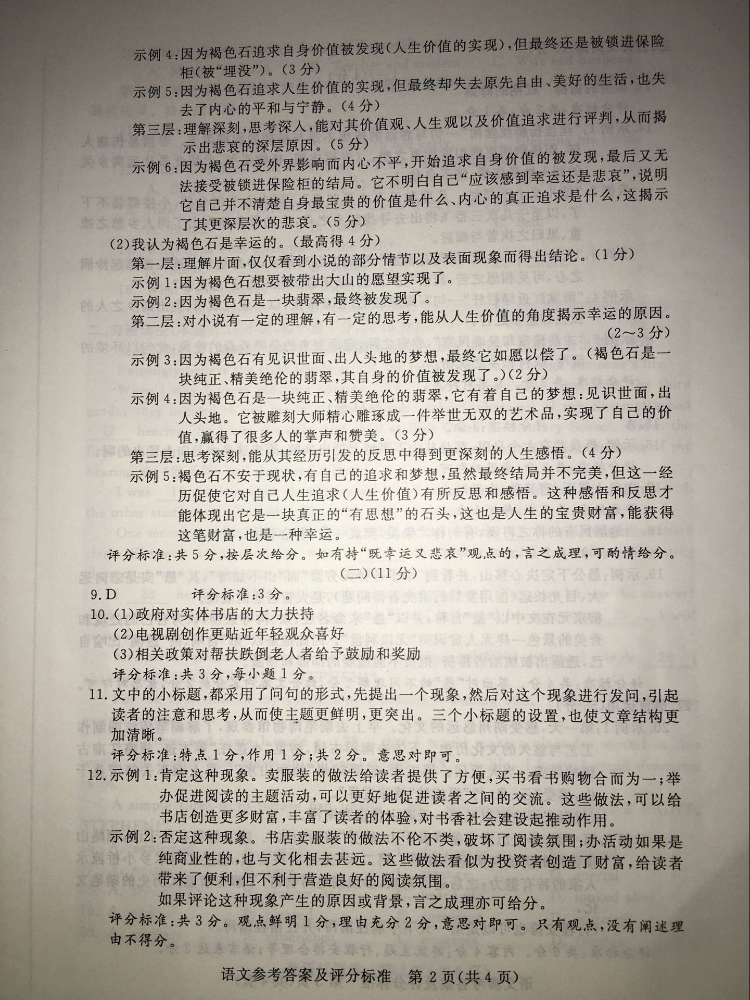 示例4:因为褐色石追求自身价值被发现(人生价值的实现),但最终还是被锁进保险
柜(被“埋没”)。(3分)
示例5:因为褐色石追求人生价值的实现,但最终却失去原先自由、美好的生活,也失
去了内心的平和与宁静。(4分)
第三层:理解深刻,思考深入,能对其价值观、人生观以及价值追求进行评判,从而揭
示出悲哀的深层原因。(5分)
示例6:因为褐色石受外界影响而内心不平,开始追求自身价值的被发现,最后又无
法接受被锁进保险柜的结局。它不明白自己“应该感到幸运还是悲哀”,说明
它自己并不清楚自身最宝贵的价值是什么、内心的真正追求是什么,这揭示
了其更深层次的悲哀。(5分)
(2)我认为褐色石是幸运的。(最高得4分)
第一层:理解片面,仅仅看到小说的部分情节以及表面现象而得出结论。(1分)
示例1:因为褐色石想要被带出大山的愿望实现了。
示例2:因为褐色石是一块翡翠,最终被发现了。
第二层:对小说有一定的理解,有一定的思考,能从人生价值的角度揭示幸运的原因。
(2～3分)
示例3:因为褐色石有见识世面、出人头地的梦想,最终它如愿以偿了。(褐色石是一
块纯正、精美绝伦的翡翠,其自身的价值被发现了。)(2分)
示例4:因为褐色石是一块纯正、精美绝伦的翡翠,它有着自己的梦想:见识世面,出
人头地。它被雕刻大师精心雕琢成一件举世无双的艺术品,实现了自己的价
值,赢得了很多人的掌声和赞美。(3分)
第三层:思考深刻,能从其经历引发的反思中得到更深刻的人生感悟。(4分)
示例5:褐色石不安于现状,有自己的追求和梦想,虽然最终结局并不完美,但这一经
历促使它对自己人生追求(人生价值)有所反思和感悟。这种感悟和反思才
能体现出它是一块真正的“有思想”的石头,这也是人生的宝贵财富,能获得
这笔财富,也是一种幸运。
评分标准:共5分,按层次给分。如有持“既幸运又悲哀”观点的,言之成理,可酌情给分。
(二)(11分)
9. D 评分标准:3分。
10. (1)政府对实体书店的大力扶持
(2)电视剧创作更贴近年轻观众喜好
(3)相关政策对帮扶跌倒老人者给予鼓励和奖励
评分标准:共3分,每小题1分。
11. 文中的小标题,都采用了问句的形式,先提出一个现象,然后对这个现象进行发问,引起
读者的注意和思考,从而使主题更鲜明,更突出。三个小标题的设置,也使文章结构更
加清晰。
评分标准:特点1分,作用1分;共2分。意思对即可。
12. 示例1:肯定这种现象。卖服装的做法给读者提供了方便,买书看书购物合而为一;举
办促进阅读的主题活动,可以更好地促进读者之间的交流。这些做法,可以给
书店创造更多财富,丰富了读者的体验,对书香社会建设起推动作用。
示例2:否定这种现象。书店卖服装的做法不伦不类,破坏了阅读氛围;办活动如果是
纯商业性的,也与文化相去甚远。这些做法看似为投资者创造了财富,给读者
带来了便利,但不利于营造良好的阅读氛围。
如果评论这种现象产生的原因或背景,言之成理亦可给分。
评分标准:共3分。观点鲜明1分,理由充分2分,意思对即可。只有观点,没有阐述理
由不得分。
语文参考答案及评分标准 第2页(共4页)